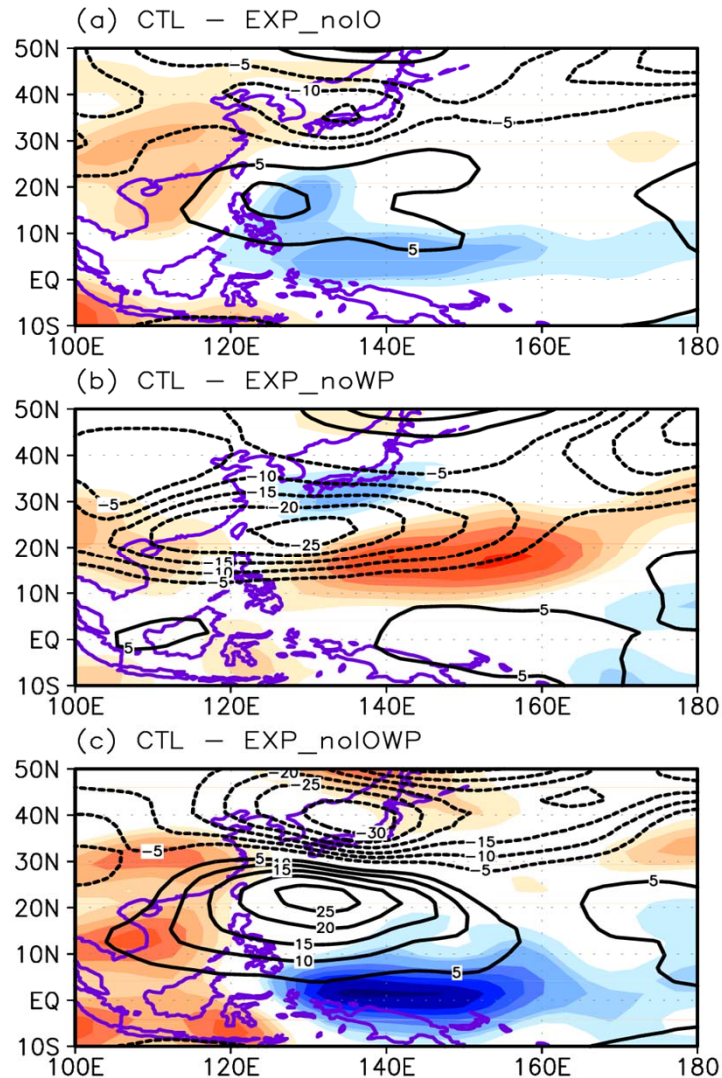 (a) CTL – EXP_noIO
50N
40N
30N
20N
10N
EQ
10S
-5
-10
-5
5
5
100E 120E 140E 160E 180
(b) CTL – EXP_noWP
50N
40N
30N
20N
10N
EQ
10S
-5
-10
-15
-20
-25
-15
-10
-5
-5
5
5
100E 120E 140E 160E 180
(c) CTL – EXP_noIOWP
50N
40N
30N
20N
10N
EQ
10S
-20
-25
-30
-15
-10
-5
-5
5
10
15
25
20
15
10
5
5
100E 120E 140E 160E 180